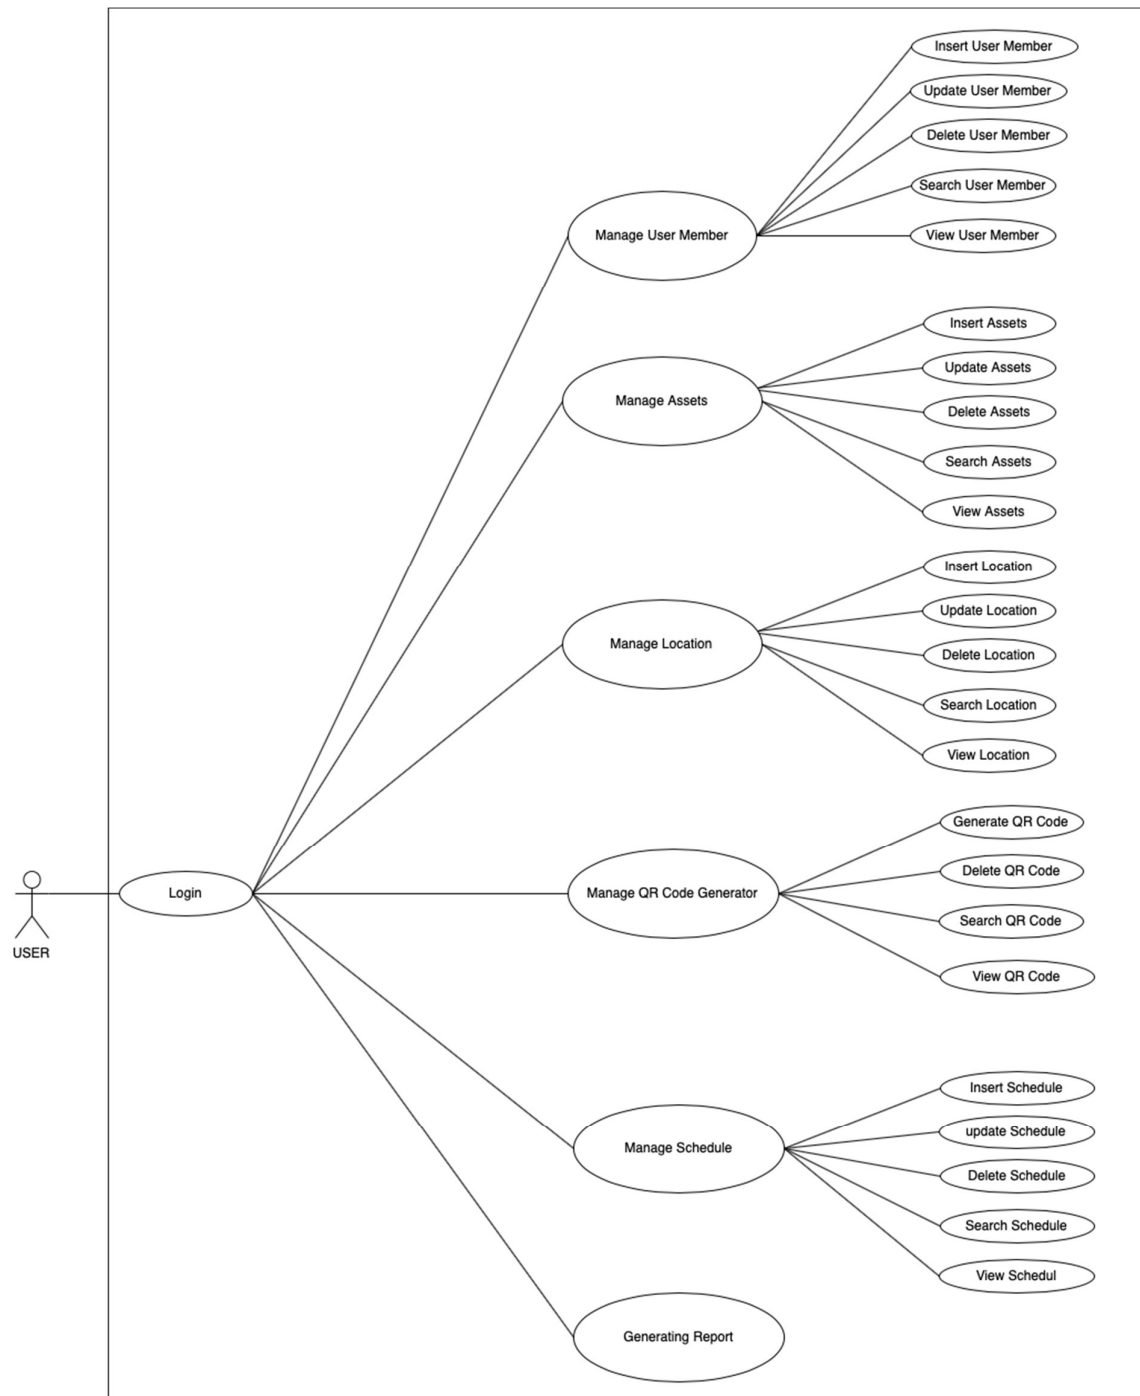 Insert User Member
Update User Member
Delete User Member
Search User Member
Manage User Member
View User Member
Insert Assets
Update Assets
Manage Assets
Delete Assets
Search Assets
View Assets
Insert Location
Update Location
Manage Location
Delete Location
Search Location
View Location
Generate QR Code
Delete QR Code
Login
Manage QR Code Generator
Search QR Code
USER
View QR Code
Insert Schedule
update Schedule
Manage Schedule
Delete Schedule
Search Schedule
View Schedul
Generating Report